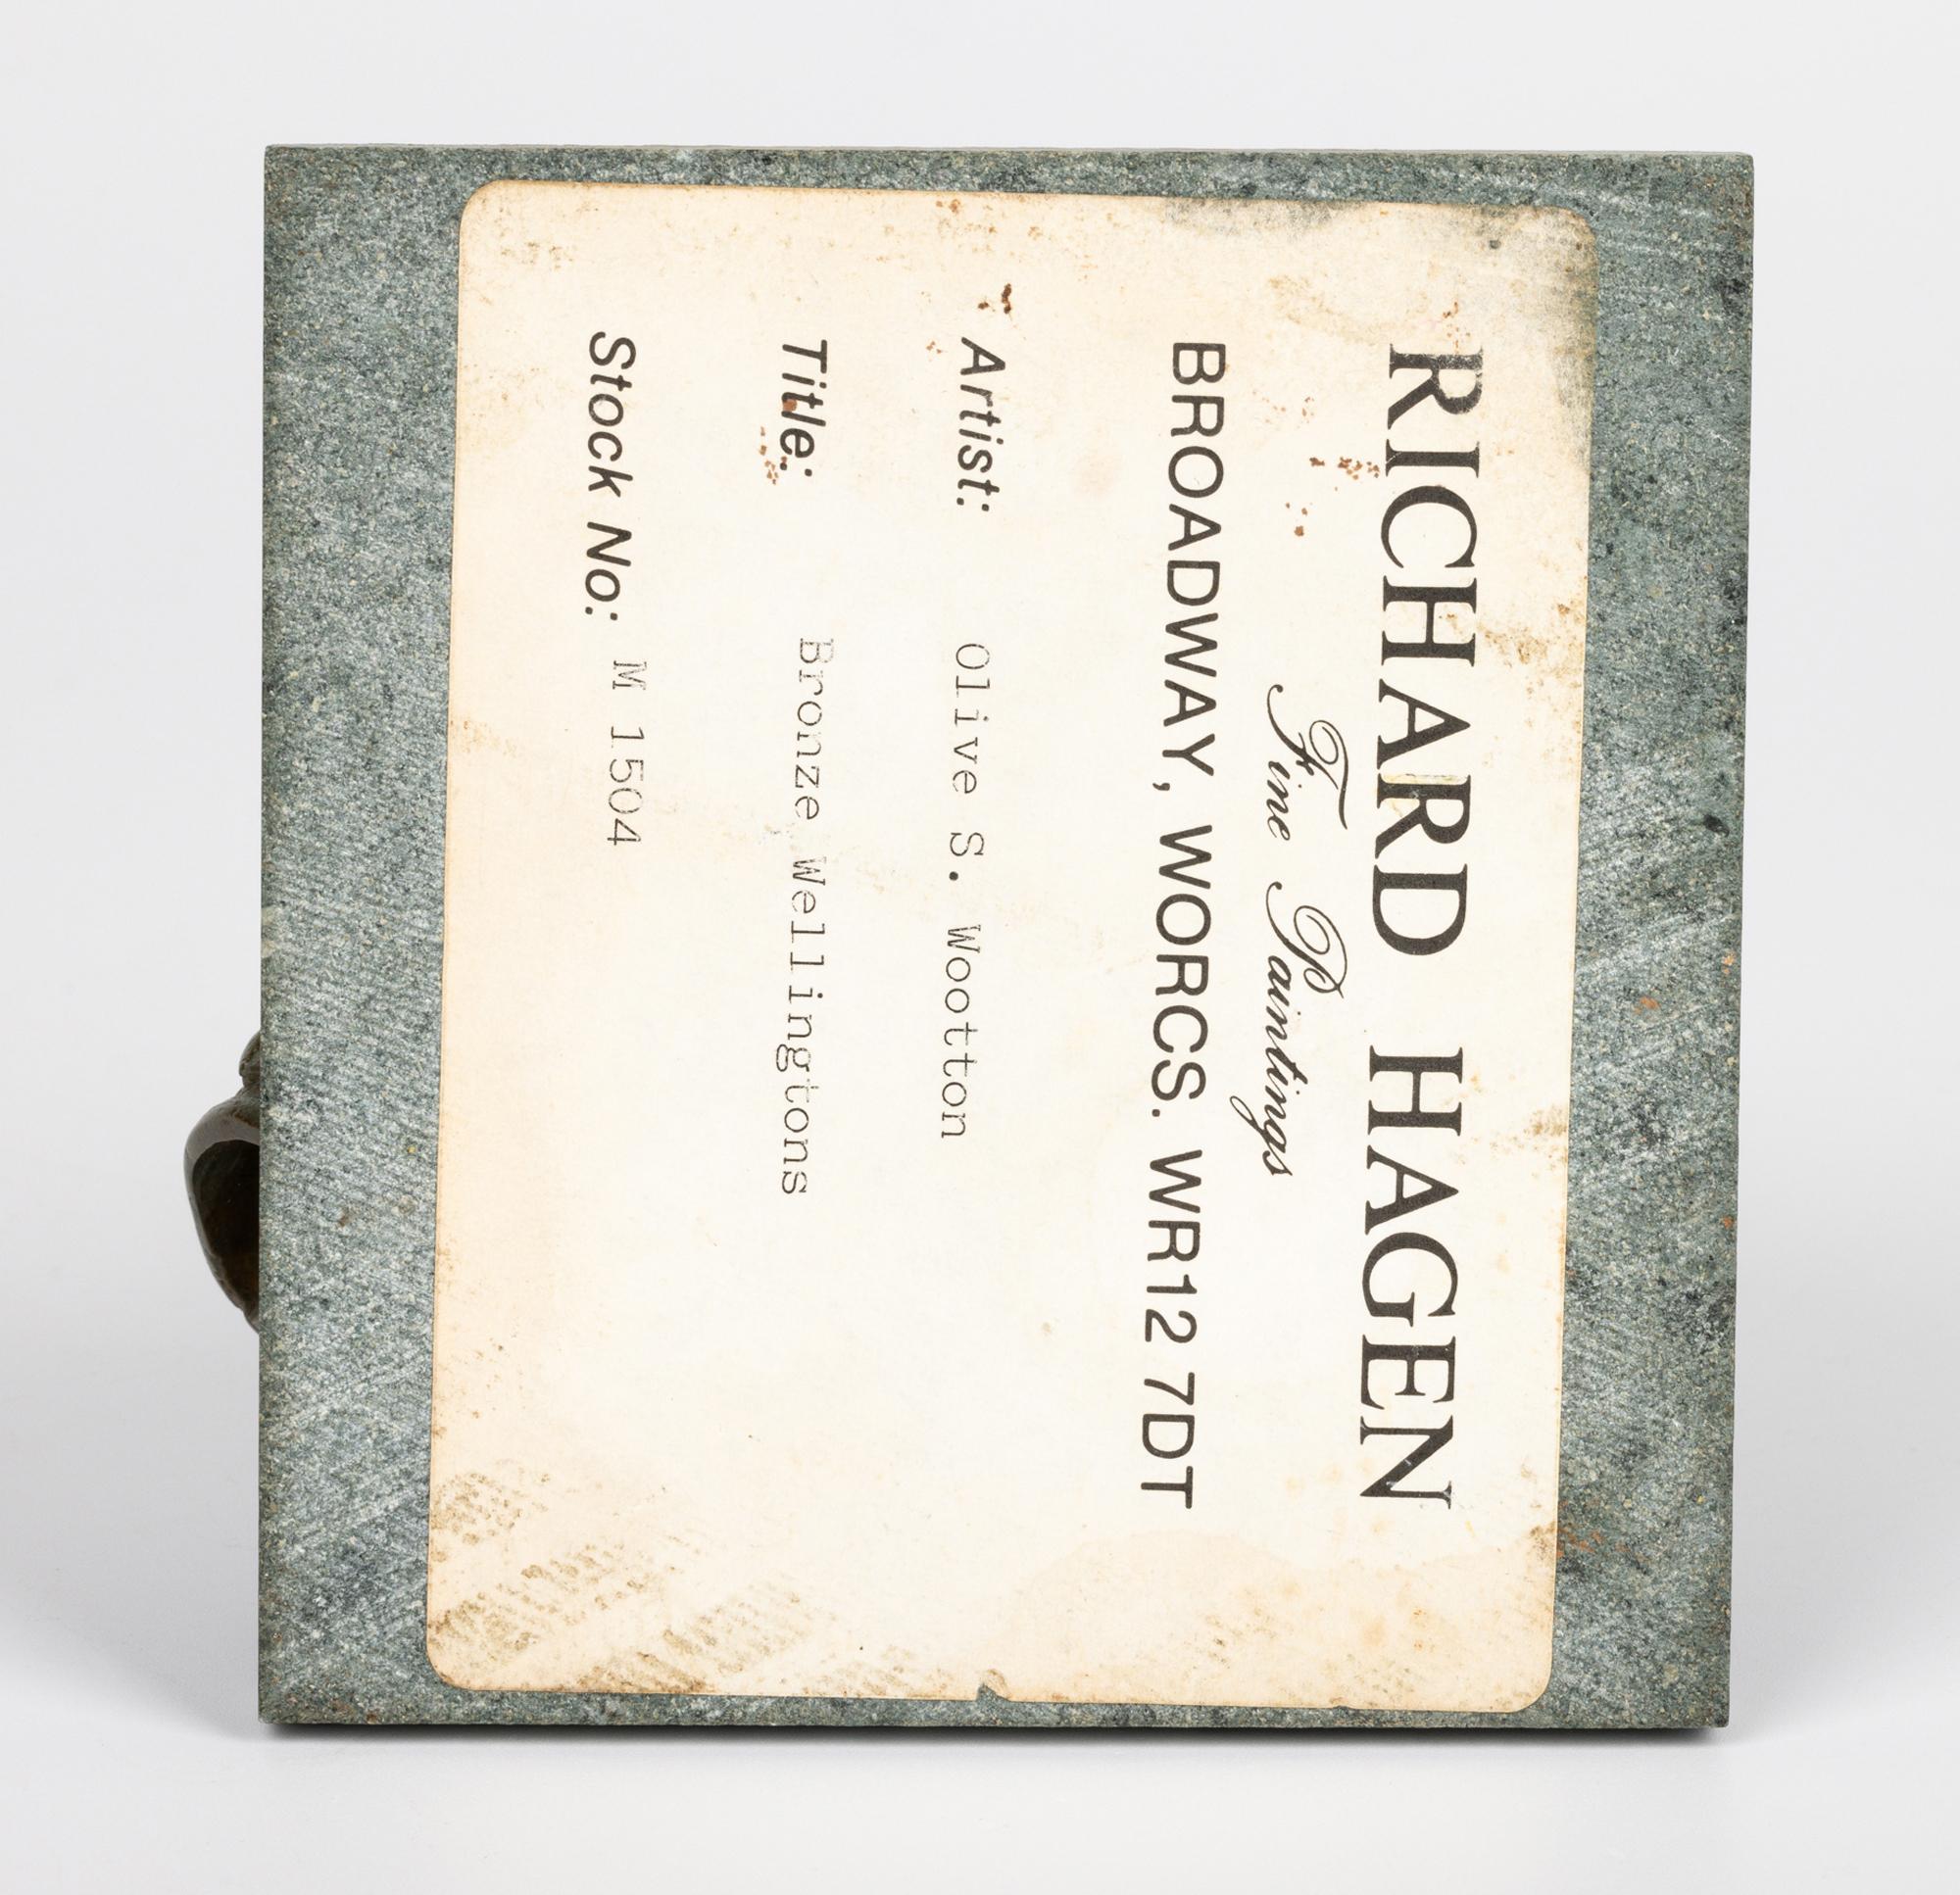 RICHARD HAGEN
Fine Paintings
BROADWAY, WORCS. WR12 7DT
Artist: Olive S. Wootton
Title: Bronze Wellingtons
Stock No: M 1504